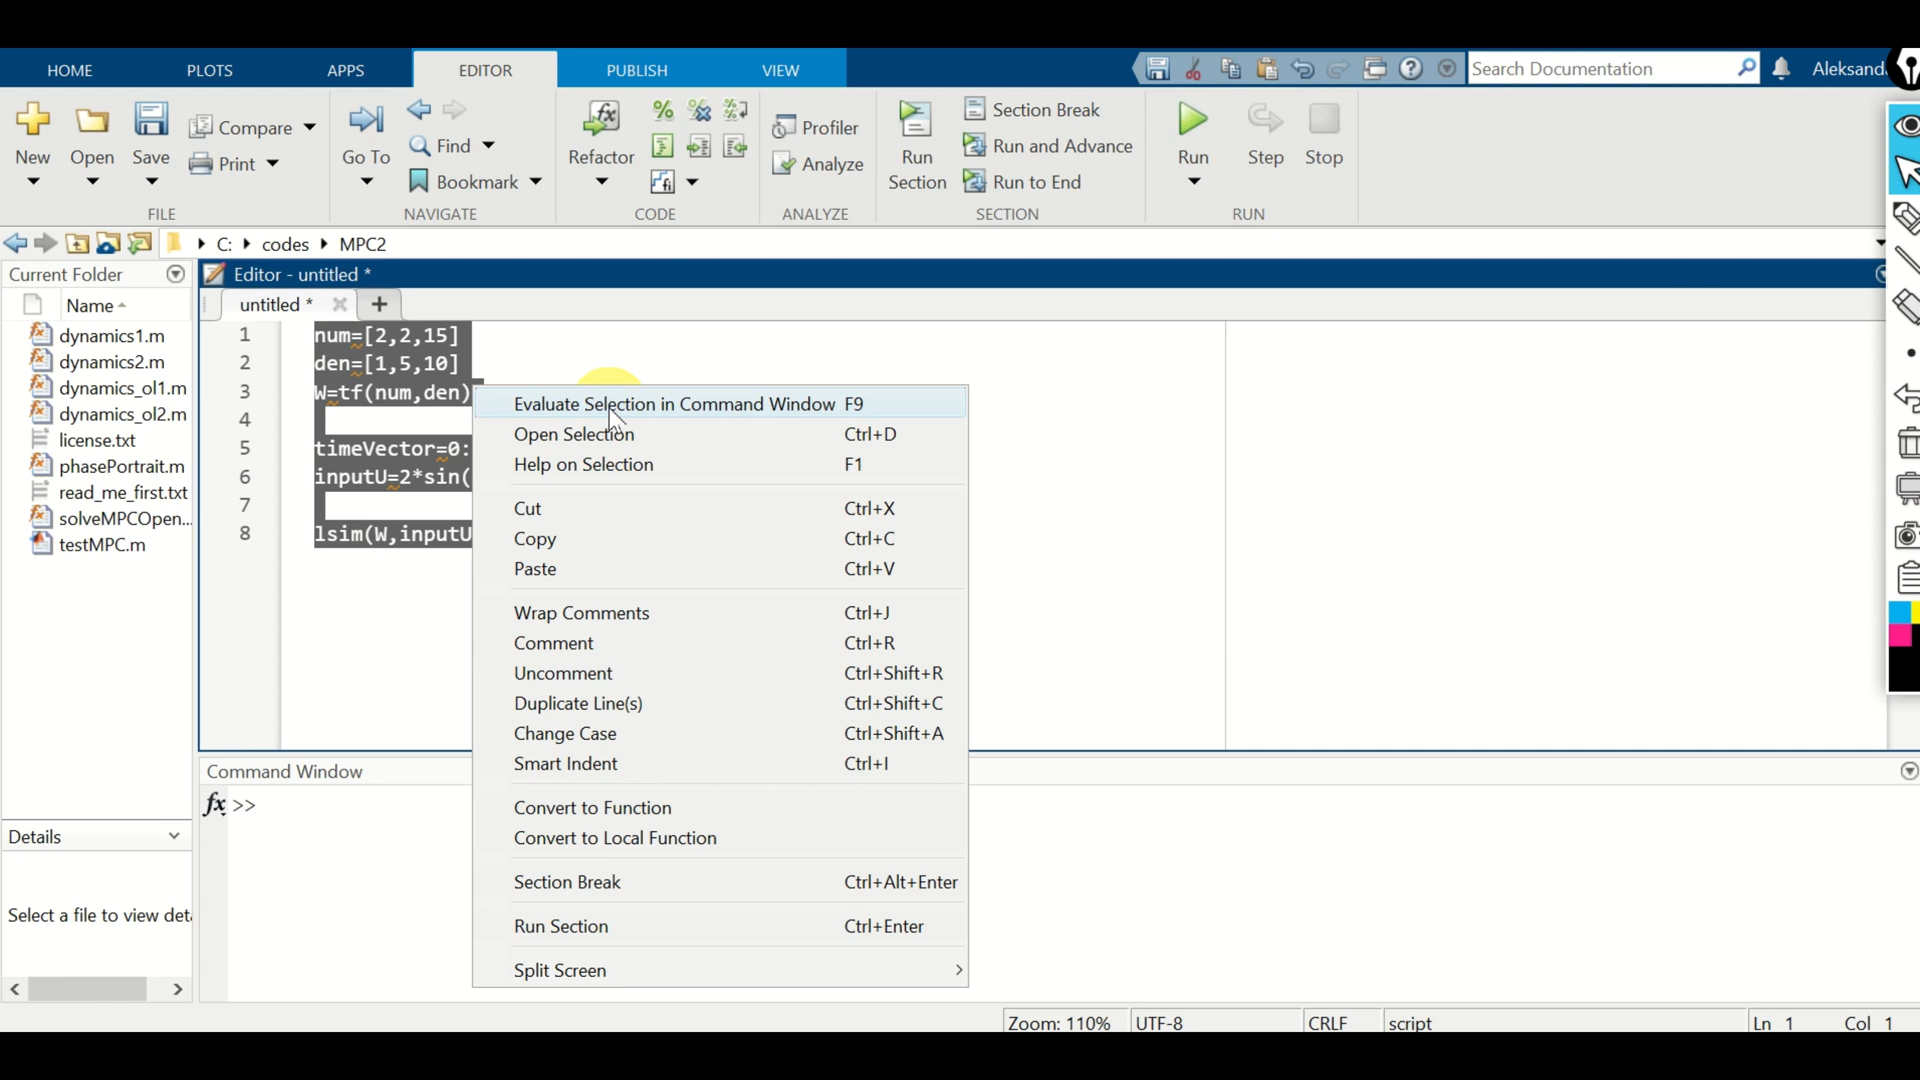 HOME PLOTS APPS EDITOR PUBLISH VIEW Search Documentation
New Open Save Compare Print
FILE
Go To Find Bookmark
NAVIGATE
Refactor
CODE
Profiler
Analyze
ANALYZE
Run Section
Section Break
Run and Advance
Run to End
SECTION
Run Step Stop
RUN
C: codes MPC2
Current Folder
Name
dynamics1.m
dynamics2.m
dynamics_ol1.m
dynamics_ol2.m
license.txt
phasePortrait.m
read_me_first.txt
solveMPCOpen...
testMPC.m
Details
Select a file to view
Editor - untitled *
untitled *
1 num=[2,2,15]
2 den=[1,5,10]
3 W=tf(num,den)
4
5 timeVector=0:
6 inputU=2*sin(
7
8 lsim(W,inputU
Evaluate Selection in Command Window F9
Open Selection Ctrl+D
Help on Selection F1
Cut Ctrl+X
Copy Ctrl+C
Paste Ctrl+V
Wrap Comments Ctrl+J
Comment Ctrl+R
Uncomment Ctrl+Shift+R
Duplicate Line(s) Ctrl+Shift+C
Change Case Ctrl+Shift+A
Smart Indent Ctrl+I
Convert to Function
Convert to Local Function
Section Break Ctrl+Alt+Enter
Run Section Ctrl+Enter
Split Screen
Command Window
fx >>
Zoom: 110% UTF-8 CRLF script Ln 1 Col 1